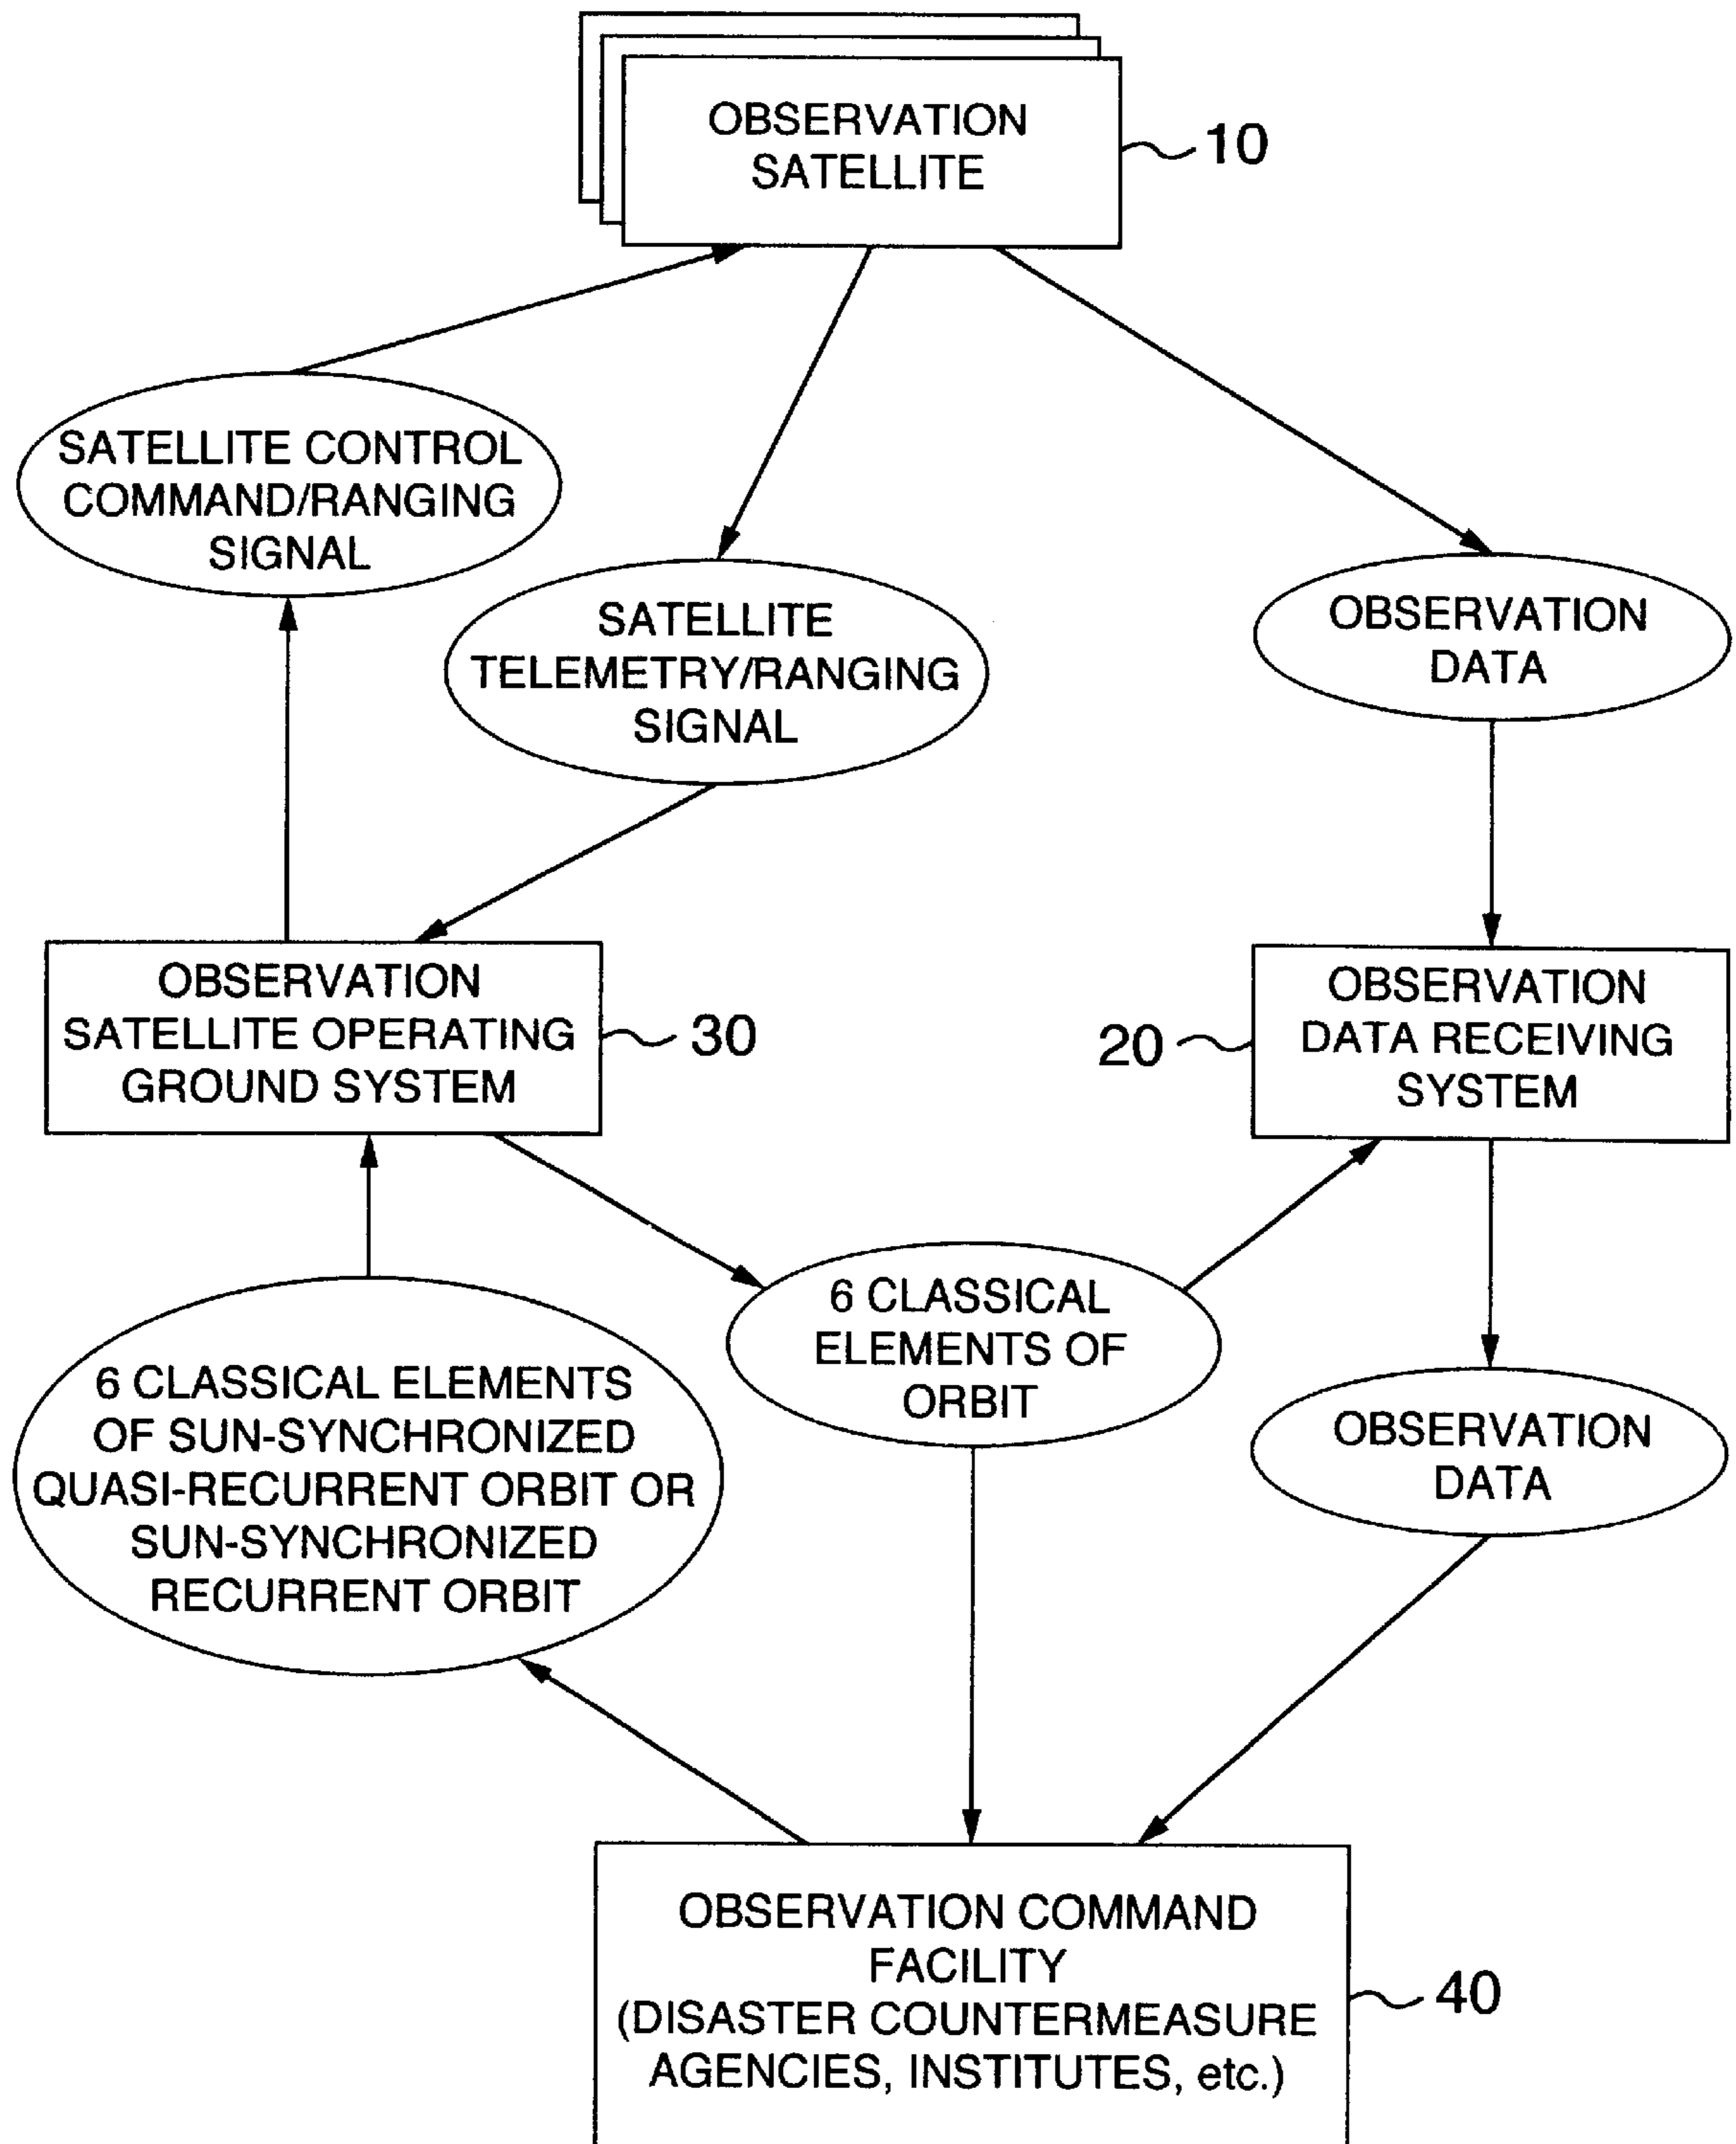 OBSERVATION
SATELLITE
10
SATELLITE CONTROL
COMMAND/RANGING
SIGNAL
SATELLITE
TELEMETRY/RANGING
SIGNAL
OBSERVATION
DATA
OBSERVATION
SATELLITE OPERATING
GROUND SYSTEM
30
20
OBSERVATION
DATA RECEIVING
SYSTEM
6 CLASSICAL
ELEMENTS OF
ORBIT
6 CLASSICAL ELEMENTS
OF SUN-SYNCHRONIZED
QUASI-RECURRENT ORBIT OR
SUN-SYNCHRONIZED
RECURRENT ORBIT
OBSERVATION
DATA
OBSERVATION COMMAND
FACILITY
(DISASTER COUNTERMEASURE
AGENCIES, INSTITUTES, etc.)
40